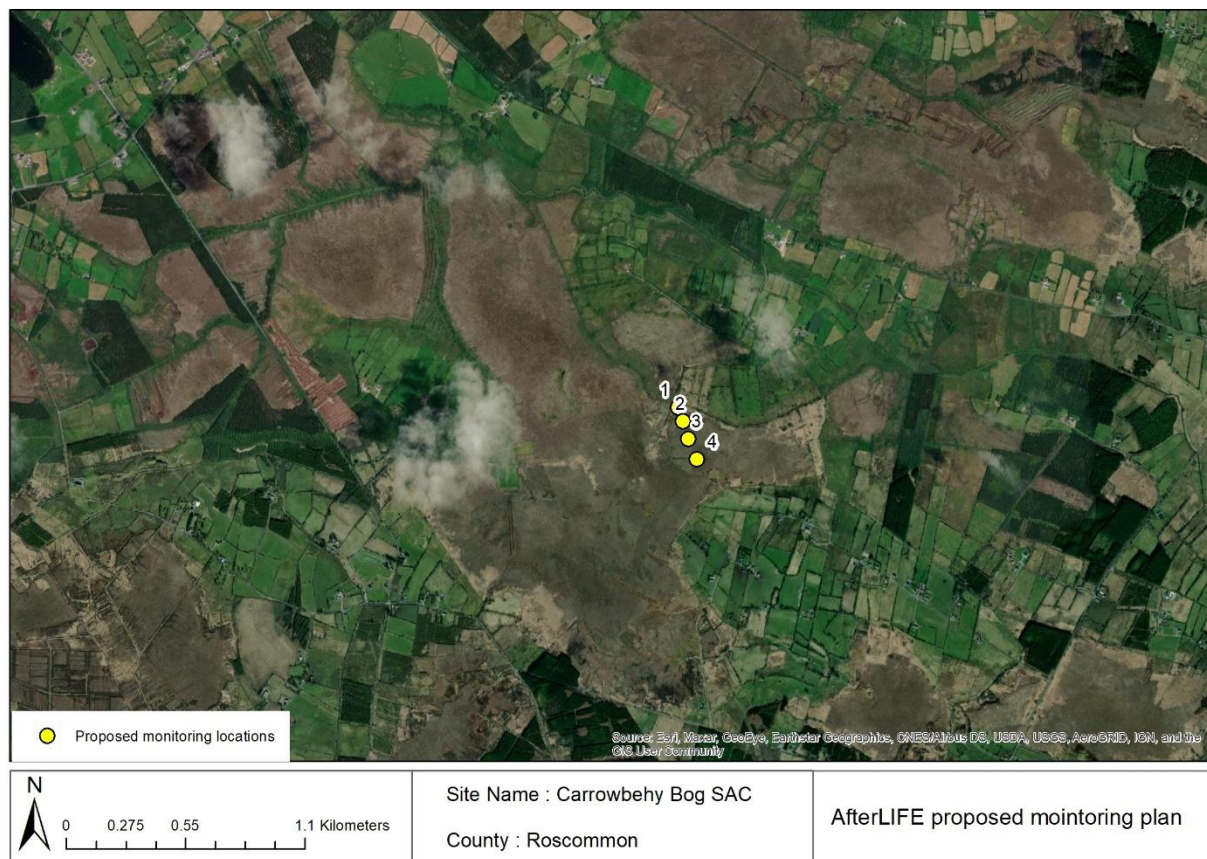 1
2
3
4
Proposed monitoring locations
Source: Esri, Maxar, GeoEye, Earthstar Geographics, CNES/Airbus DS, USDA, USGS, AeroGRID, IGN, and the
GIS User Community
N
0 0.275 0.55 1.1 Kilometers
Site Name : Carrowbehy Bog SAC
County : Roscommon
AfterLIFE proposed mointoring plan